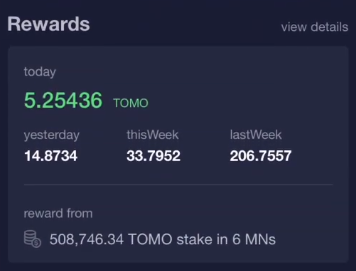 Rewards view details
today
5.25436 TOMO
yesterday thisWeek lastWeek
14.8734 33.7952 206.7557
reward from
508,746.34 TOMO stake in 6 MNs